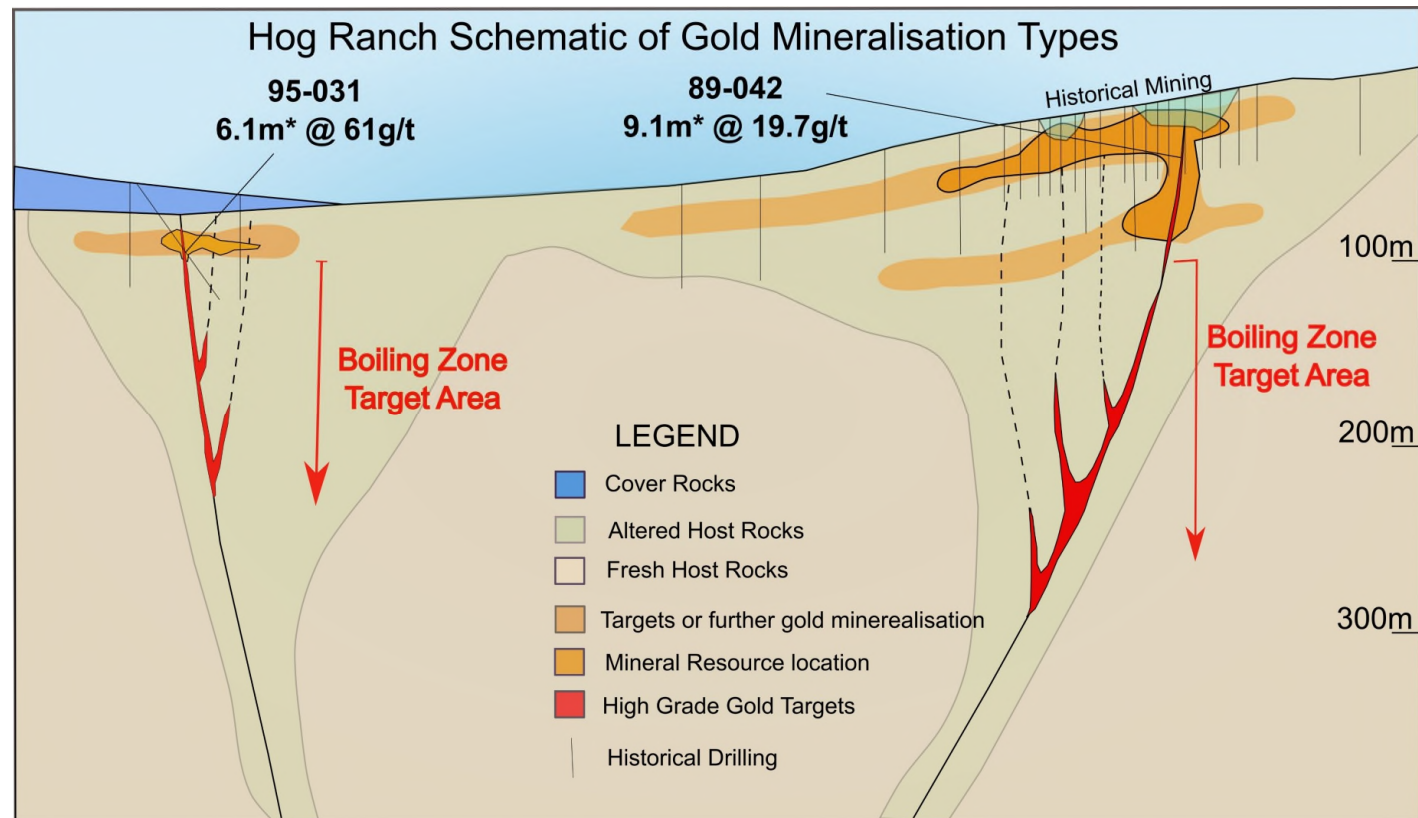 Hog Ranch Schematic of Gold Mineralisation Types
95-031
6.1m* @ 61g/t
89-042
9.1m* @ 19.7g/t
Historical Mining
100m
Boiling Zone
Target Area
Boiling Zone
Target Area
200m
300m
LEGEND
Cover Rocks
Altered Host Rocks
Fresh Host Rocks
Targets or further gold minerealisation
Mineral Resource location
High Grade Gold Targets
Historical Drilling